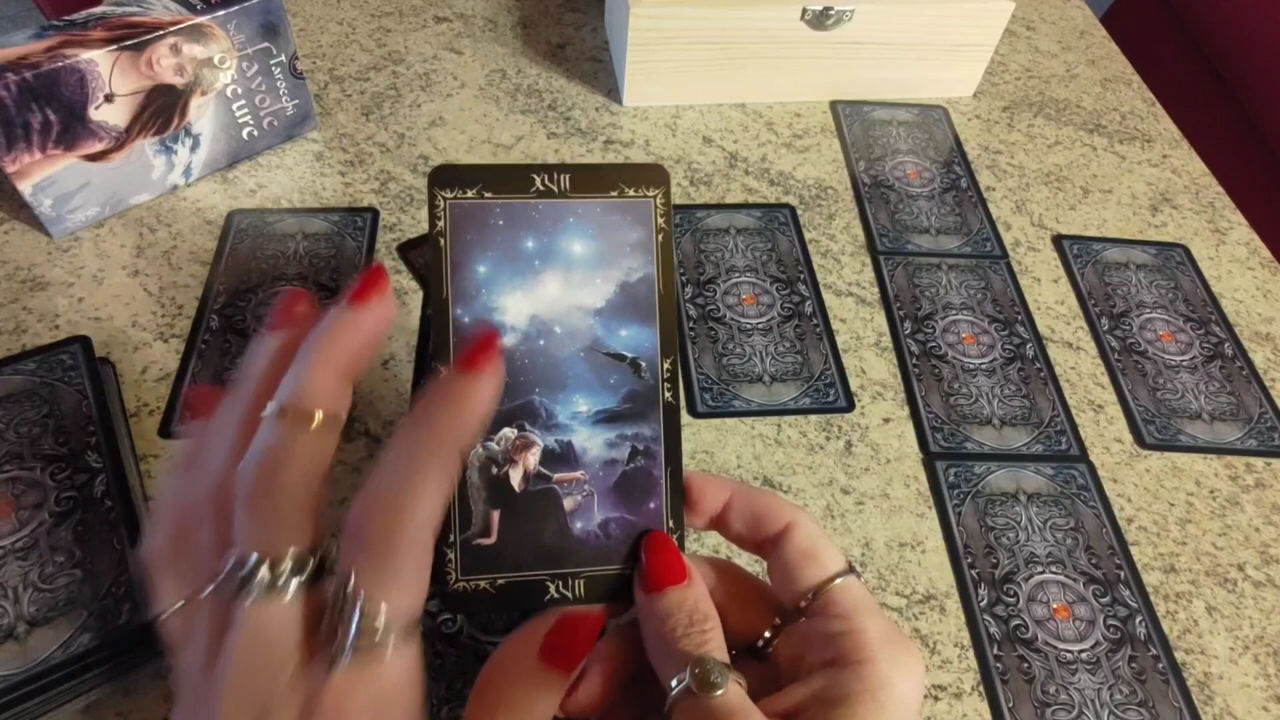 Tarocchi
delle
favole
oscure
XVII
XVII